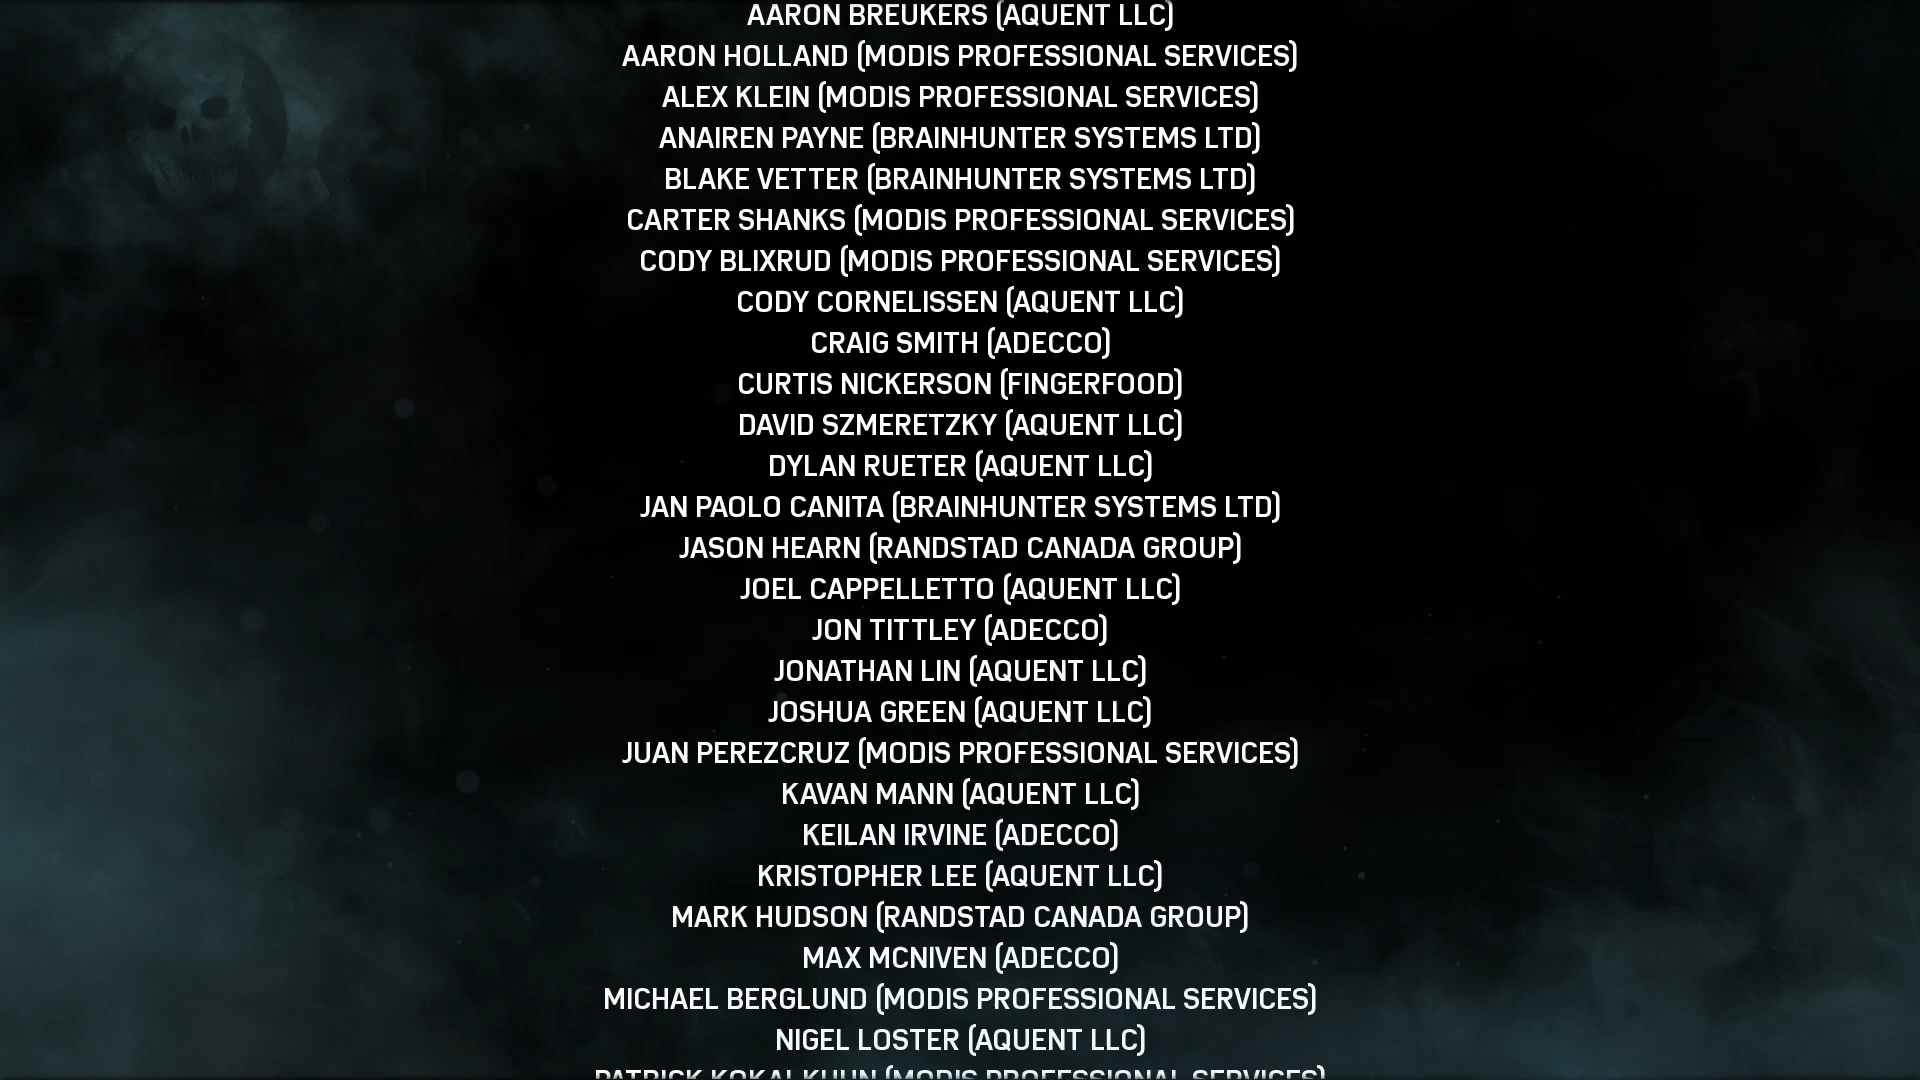 AARON BREUKERS (AQUENT LLC)
AARON HOLLAND (MODIS PROFESSIONAL SERVICES)
ALEX KLEIN (MODIS PROFESSIONAL SERVICES)
ANAIREN PAYNE (BRAINHUNTER SYSTEMS LTD)
BLAKE VETTER (BRAINHUNTER SYSTEMS LTD)
CARTER SHANKS (MODIS PROFESSIONAL SERVICES)
CODY BLIXRUD (MODIS PROFESSIONAL SERVICES)
CODY CORNELISSEN (AQUENT LLC)
CRAIG SMITH (ADECCO)
CURTIS NICKERSON (FINGERFOOD)
DAVID SZMERETZKY (AQUENT LLC)
DYLAN RUETER (AQUENT LLC)
JAN PAOLO CANITA (BRAINHUNTER SYSTEMS LTD)
JASON HEARN (RANDSTAD CANADA GROUP)
JOEL CAPPELLETTO (AQUENT LLC)
JON TITTLEY (ADECCO)
JONATHAN LIN (AQUENT LLC)
JOSHUA GREEN (AQUENT LLC)
JUAN PEREZCRUZ (MODIS PROFESSIONAL SERVICES)
KAVAN MANN (AQUENT LLC)
KEILAN IRVINE (ADECCO)
KRISTOPHER LEE (AQUENT LLC)
MARK HUDSON (RANDSTAD CANADA GROUP)
MAX MCNIVEN (ADECCO)
MICHAEL BERGLUND (MODIS PROFESSIONAL SERVICES)
NIGEL LOSTER (AQUENT LLC)
PATRICK (MODIS PROFESSIONAL SERVICES)